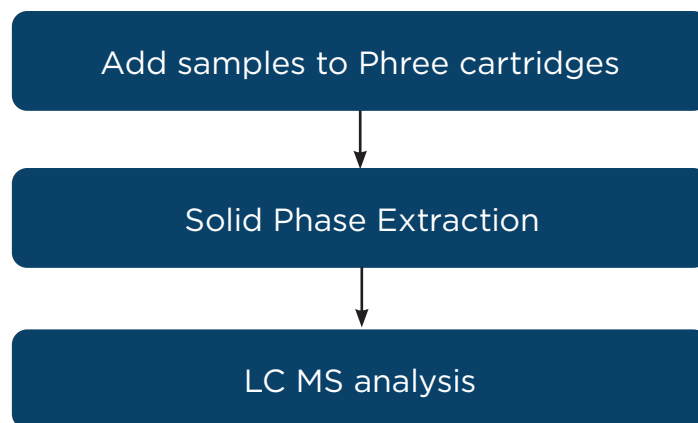 Add samples to Phree cartridges
Solid Phase Extraction
LC MS analysis